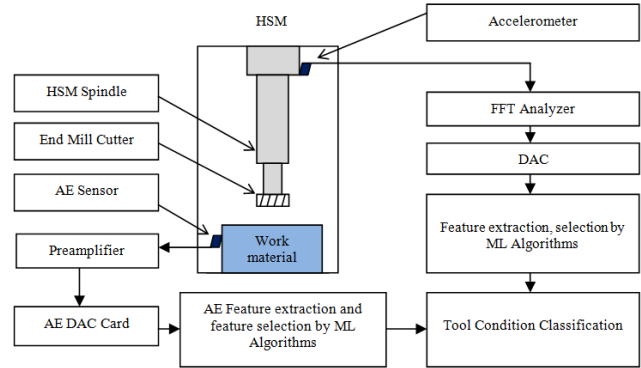 HSM
Accelerometer
HSM Spindle
FFT Analyzer
End Mill Cutter
DAC
AE Sensor
Feature extraction, selection by
ML Algorithms
Work
material
Preamplifier
AE DAC Card
AE Feature extraction and
feature selection by ML
Algorithms
Tool Condition Classification